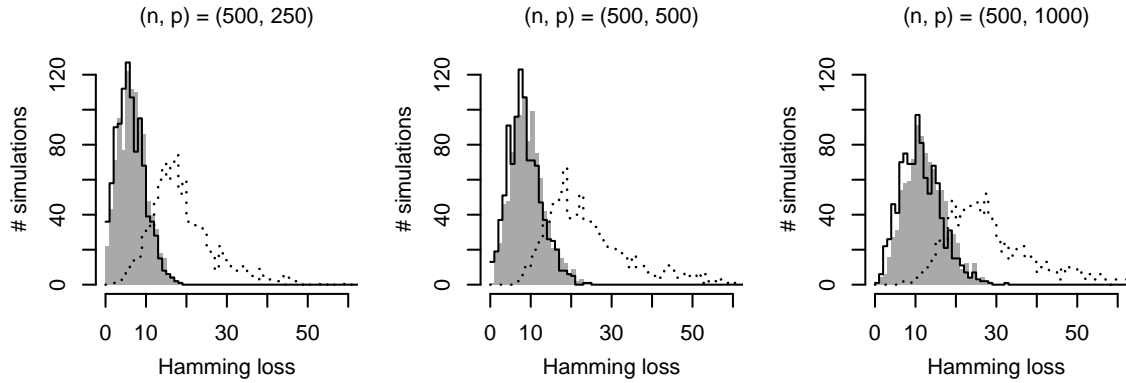 (n, p) = (500, 250)
# simulations
0 40 80 120
0 10 30 50
Hamming loss
(n, p) = (500, 500)
# simulations
0 40 80 120
0 10 30 50
Hamming loss
(n, p) = (500, 1000)
# simulations
0 40 80 120
0 10 30 50
Hamming loss